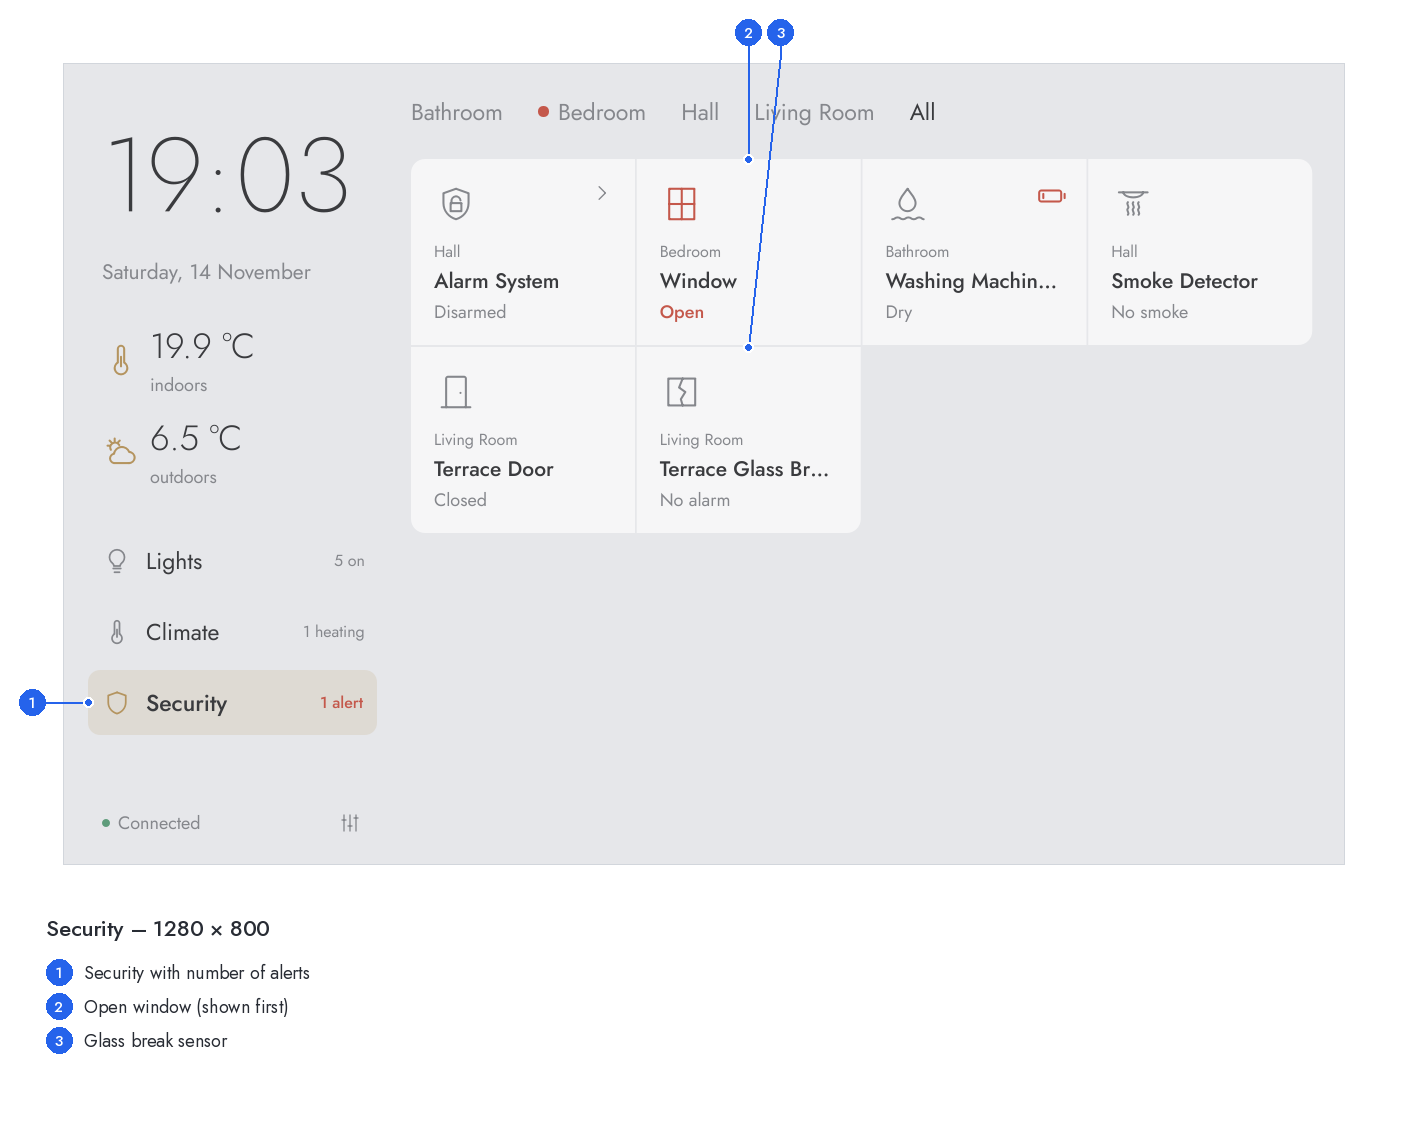 2 3
Bathroom Bedroom Hall Living Room All
19:03
Saturday, 14 November
19.9 °C
indoors
6.5 °C
outdoors
Lights 5 on
Climate 1 heating
1
Security 1 alert
Connected
Hall
Alarm System
Disarmed
Bedroom
Window
Open
Bathroom
Washing Machin...
Dry
Hall
Smoke Detector
No smoke
Living Room
Terrace Door
Closed
Living Room
Terrace Glass Br...
No alarm
Security – 1280 × 800
1 Security with number of alerts
2 Open window (shown first)
3 Glass break sensor